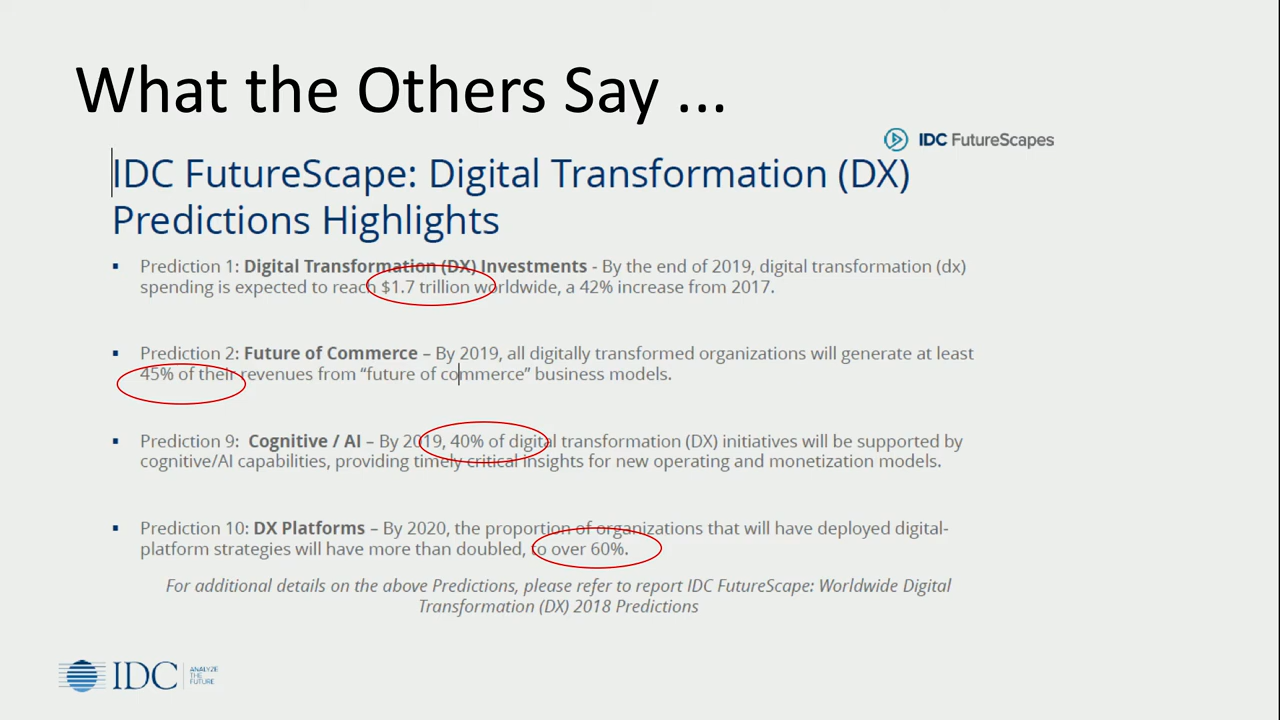 What the Others Say ...
IDC FutureScapes
IDC FutureScape: Digital Transformation (DX)
Predictions Highlights
▪ Prediction 1: Digital Transformation (DX) Investments - By the end of 2019, digital transformation (dx)
spending is expected to reach $1.7 trillion worldwide, a 42% increase from 2017.
▪ Prediction 2: Future of Commerce – By 2019, all digitally transformed organizations will generate at least
45% of their revenues from “future of commerce” business models.
▪ Prediction 9: Cognitive / AI – By 2019, 40% of digital transformation (DX) initiatives will be supported by
cognitive/AI capabilities, providing timely critical insights for new operating and monetization models.
▪ Prediction 10: DX Platforms – By 2020, the proportion of organizations that will have deployed digital-
platform strategies will have more than doubled, to over 60%.
For additional details on the above Predictions, please refer to report IDC FutureScape: Worldwide Digital
Transformation (DX) 2018 Predictions
IDC
ANALYZE
THE
FUTURE